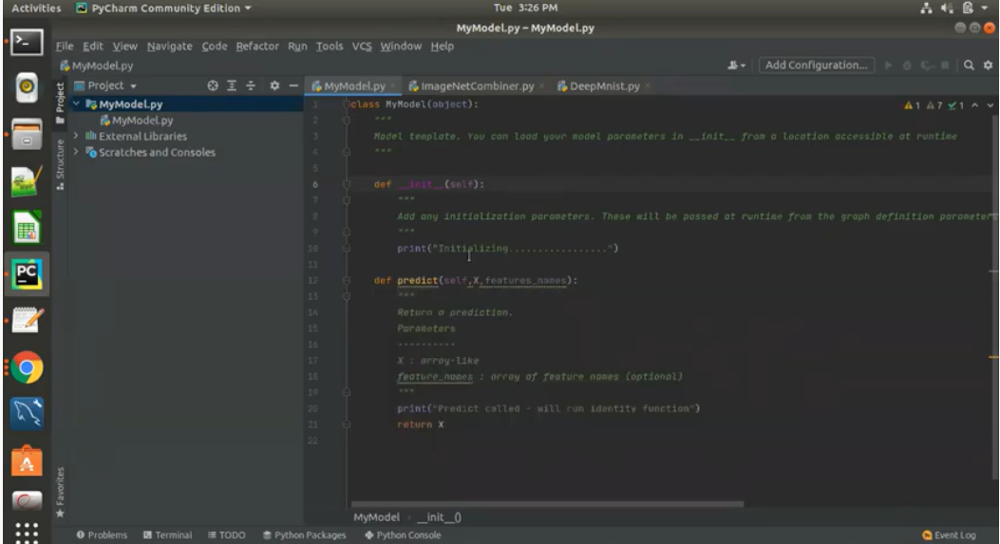 Activities PyCharm Community Edition Tue 3:26 PM
MyModel.py – MyModel.py
File Edit View Navigate Code Refactor Run Tools VCS Window Help
MyModel.py Add Configuration...
Project MyModel.py ImageNetCombiner.py DeepMnist.py
Project
MyModel.py
MyModel.py
External Libraries
Scratches and Consoles
Structure
Favorites
1 class MyModel(object): 1 7 1
2 """
3 Model template. You can load your model parameters in __init__ from a location accessible at runtime
4 """
5
6 def __init__(self):
7 """
8 Add any initialization parameters. These will be passed at runtime from the graph definition parameters
9 """
10 print("Initializing.................")
11
12 def predict(self,X,features_names):
13 """
14 Return a prediction.
15 Parameters
16 ----------
17 X : array-like
18 feature_names : array of feature names (optional)
19 """
20 print("Predict called - will run identity function")
21 return X
22
MyModel › __init__()
Problems Terminal TODO Python Packages Python Console Event Log
PC